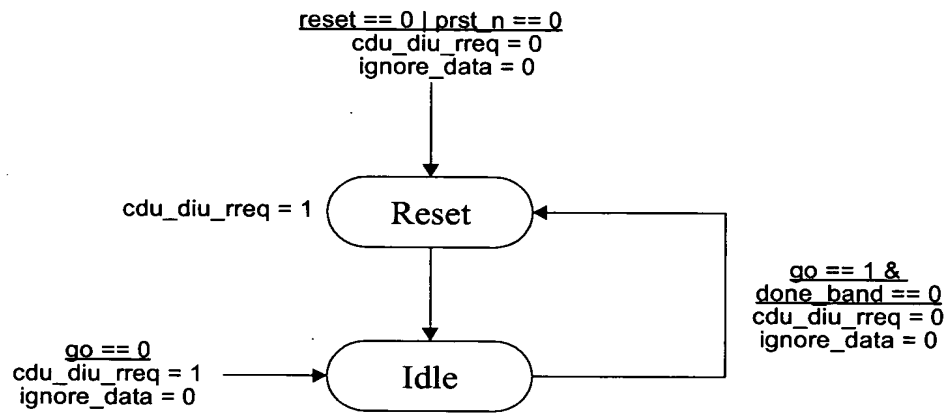 reset == 0 | prst_n == 0
cdu_diu_rreq = 0
ignore_data = 0
cdu_diu_rreq = 1
Reset
go == 1 &
done_band == 0
cdu_diu_rreq = 0
ignore_data = 0
go == 0
cdu_diu_rreq = 1
ignore_data = 0
Idle